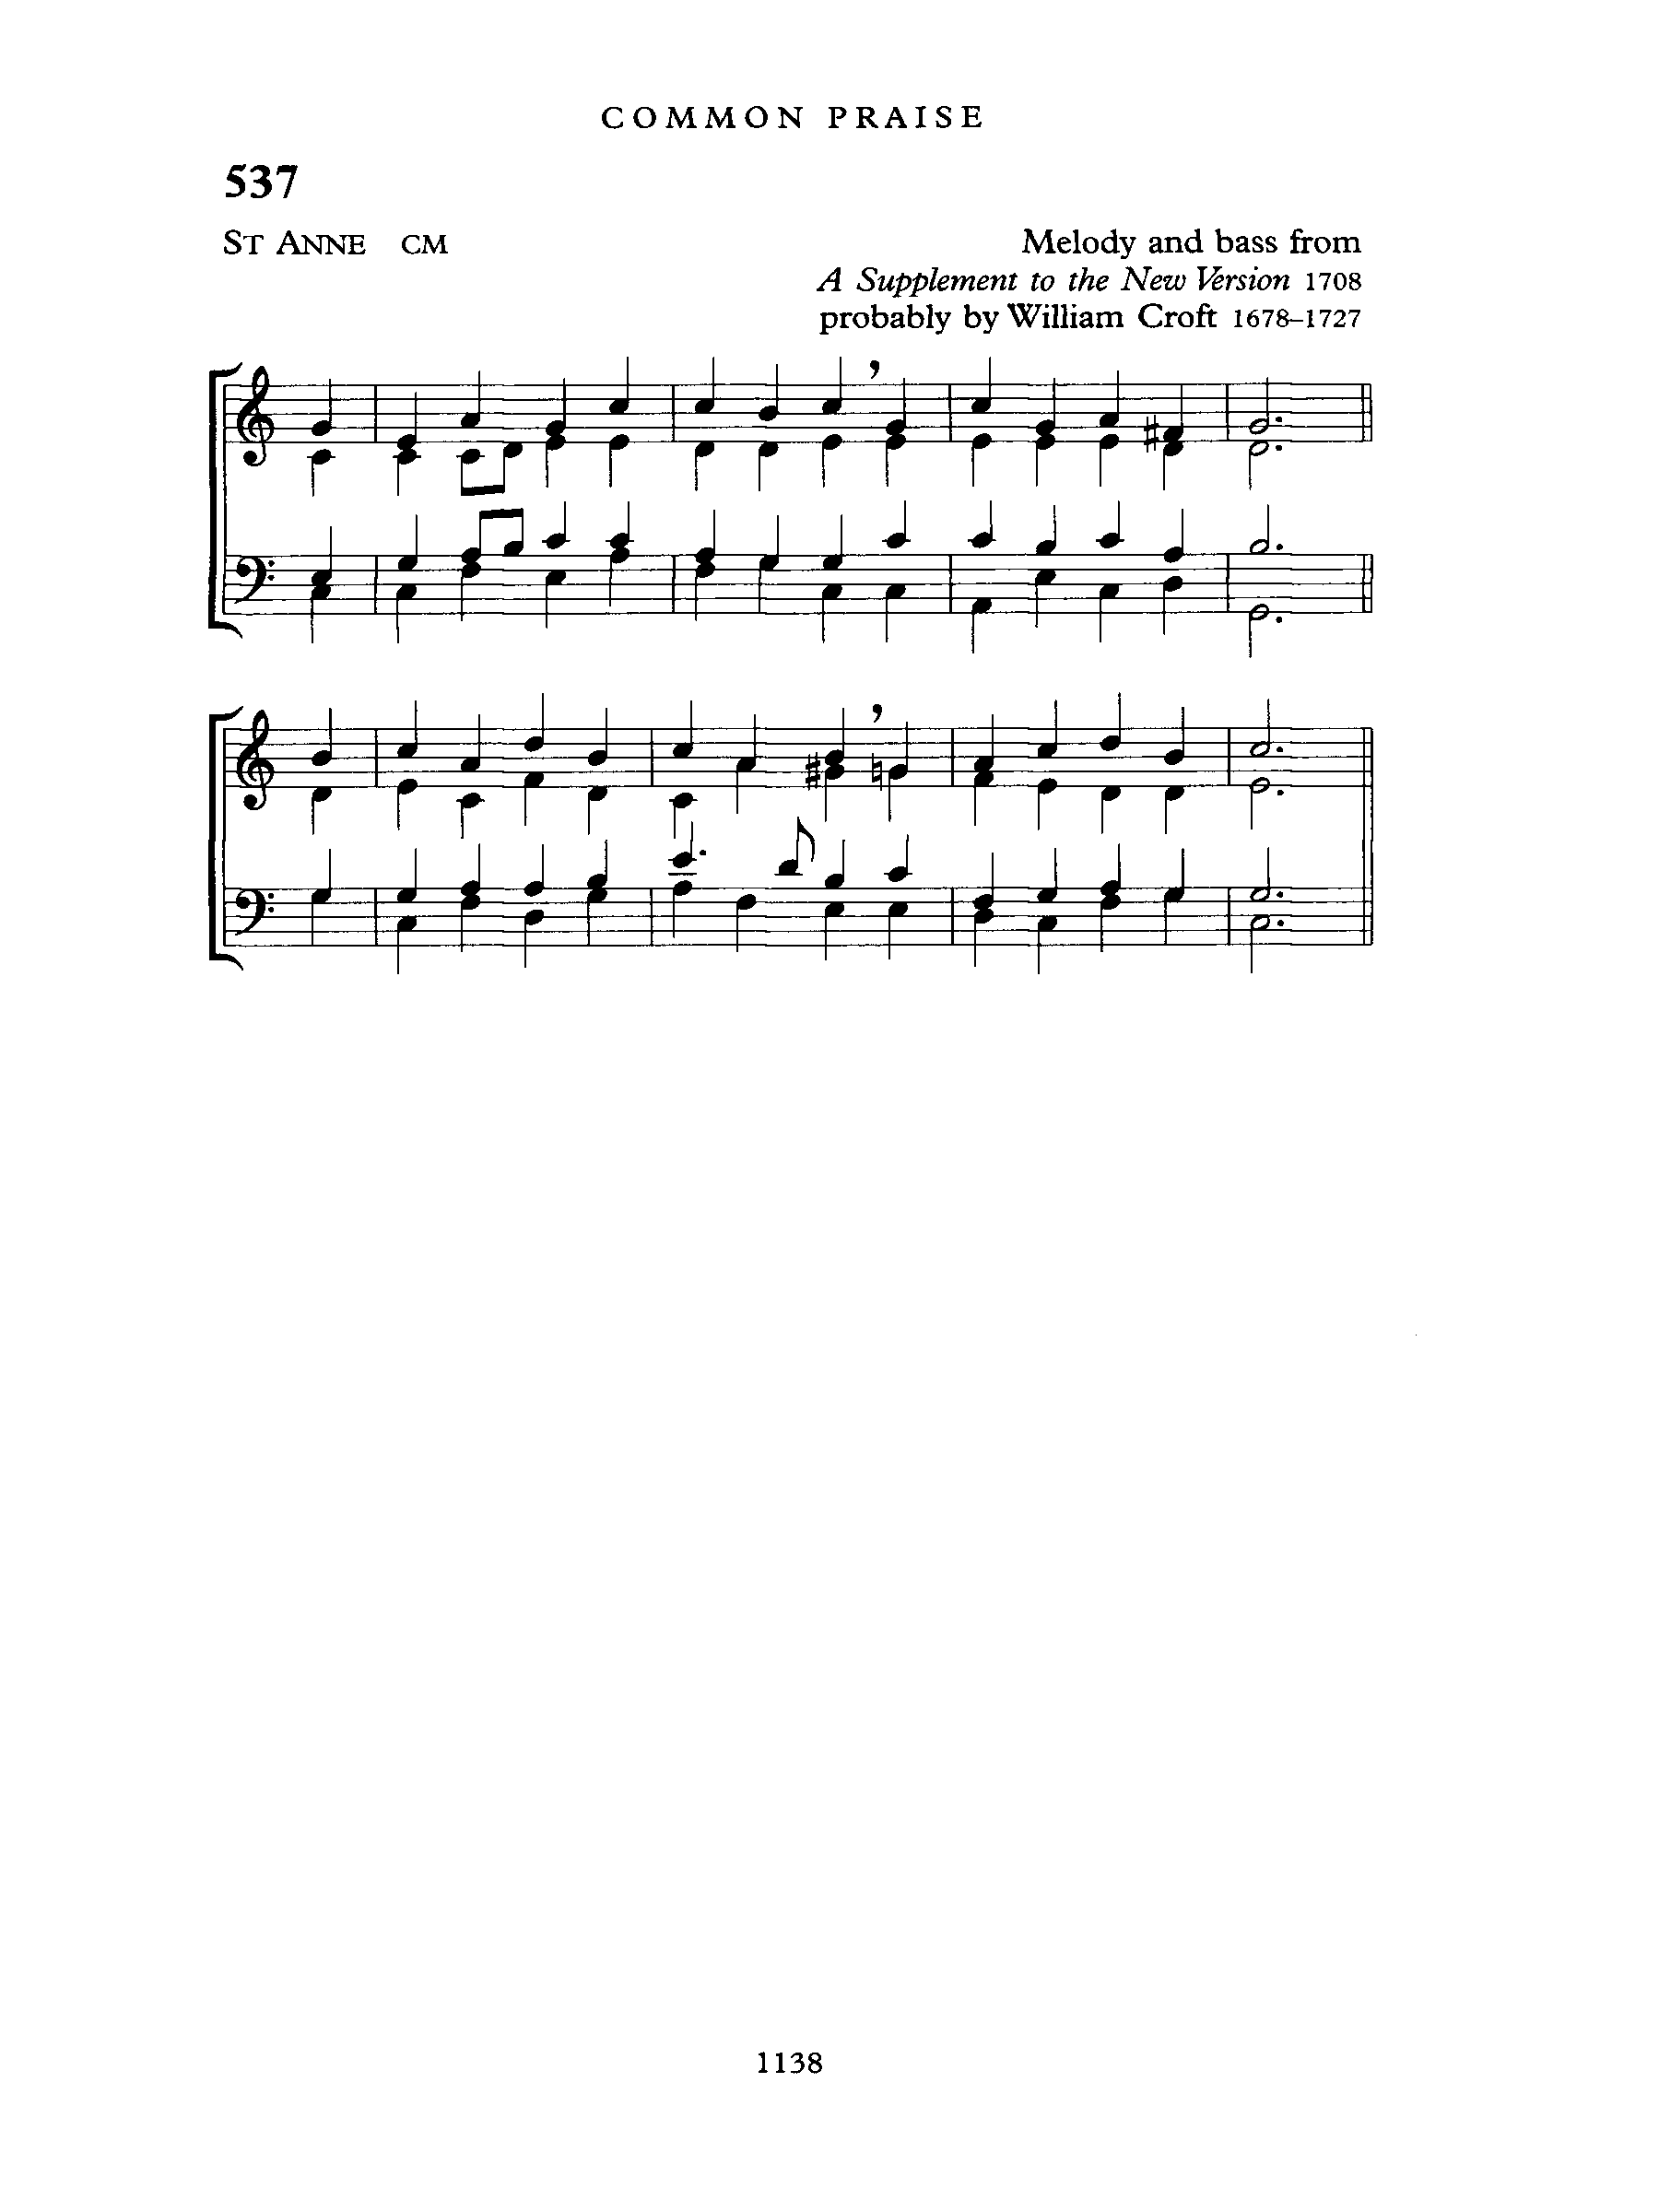 COMMON PRAISE
537
ST ANNE CM
Melody and bass from
A Supplement to the New Version 1708
probably by William Croft 1678–1727
1138